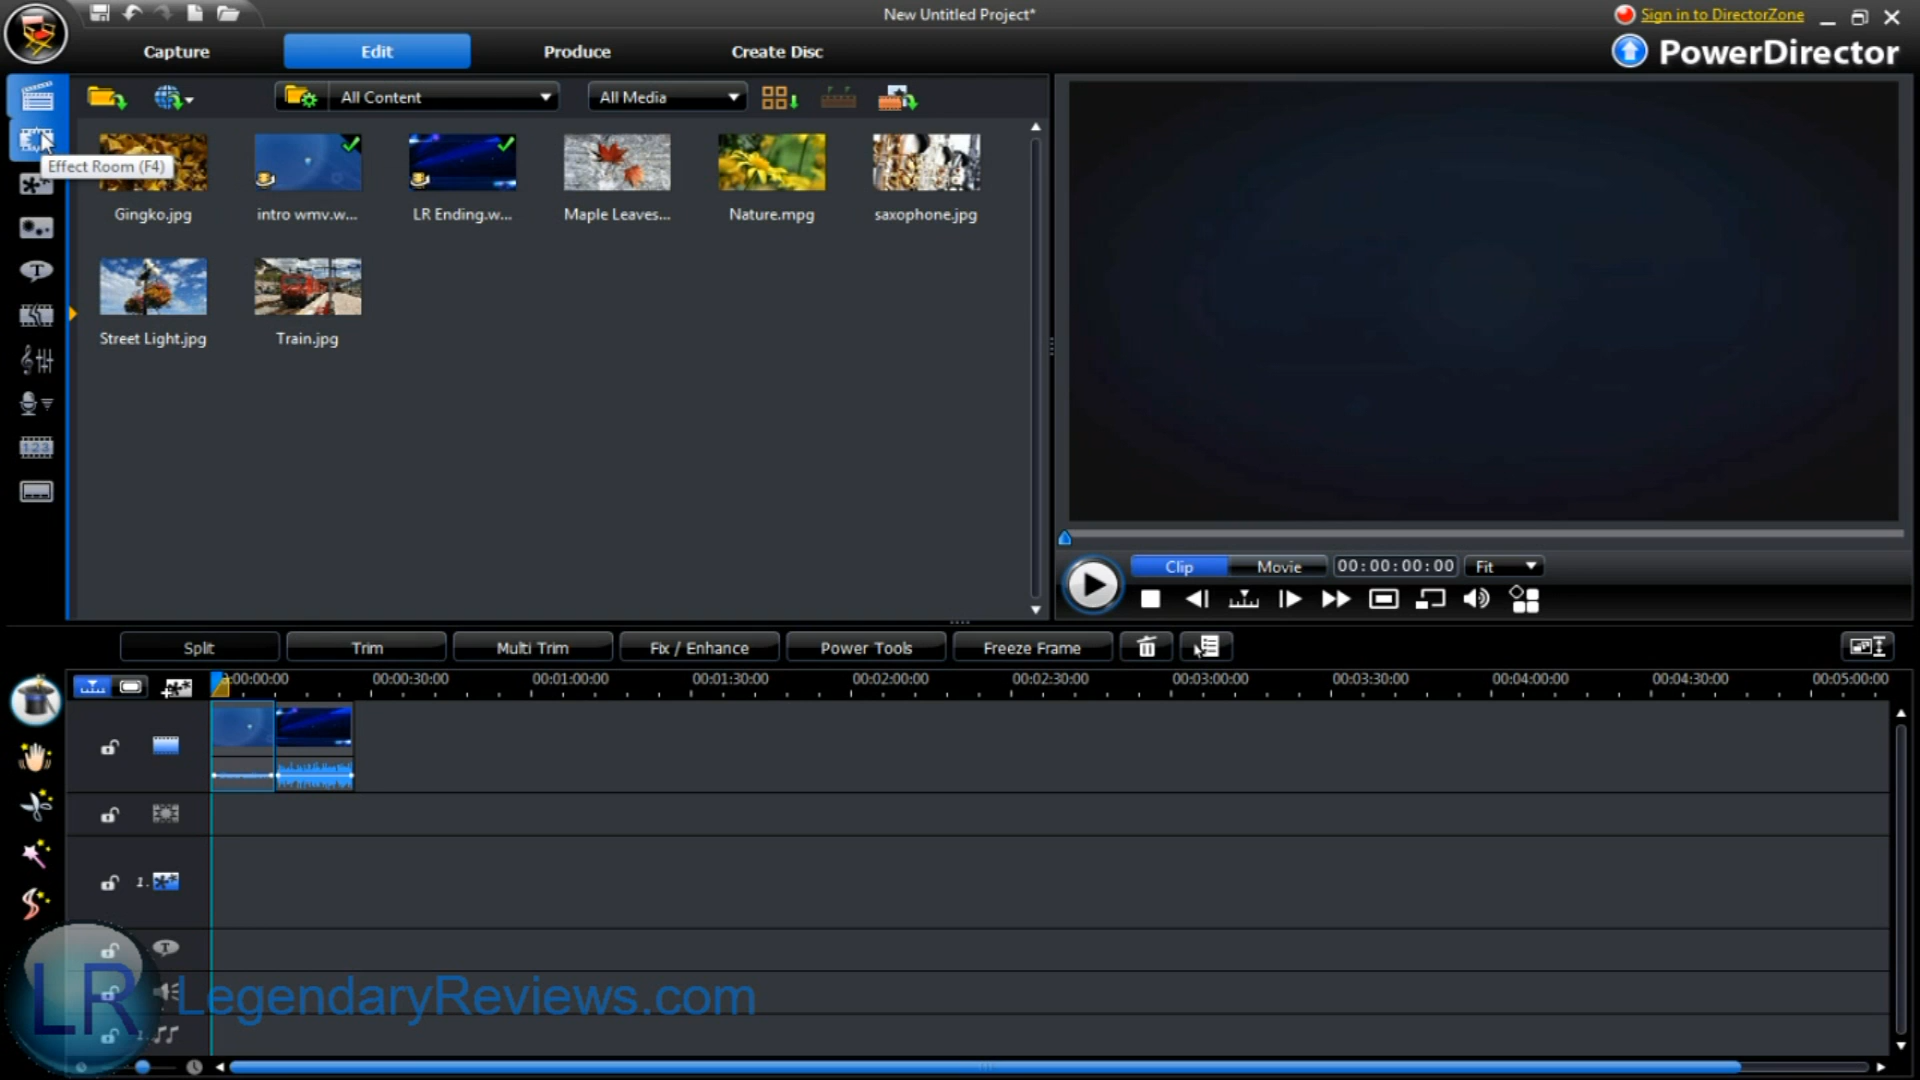 New Untitled Project*
Sign in to DirectorZone
Capture
Edit
Produce
Create Disc
PowerDirector
All Content
All Media
Effect Room (F4)
Gingko.jpg
intro wmv.w...
LR Ending.w...
Maple Leaves...
Nature.mpg
saxophone.jpg
Street Light.jpg
Train.jpg
Clip
Movie
00:00:00:00
Fit
Split
Trim
Multi Trim
Fix / Enhance
Power Tools
Freeze Frame
00:00:30:00
00:01:00:00
00:01:30:00
00:02:00:00
00:02:30:00
00:03:00:00
00:03:30:00
00:04:00:00
00:04:30:00
00:05:00:00
1.
LR LegendaryReviews.com